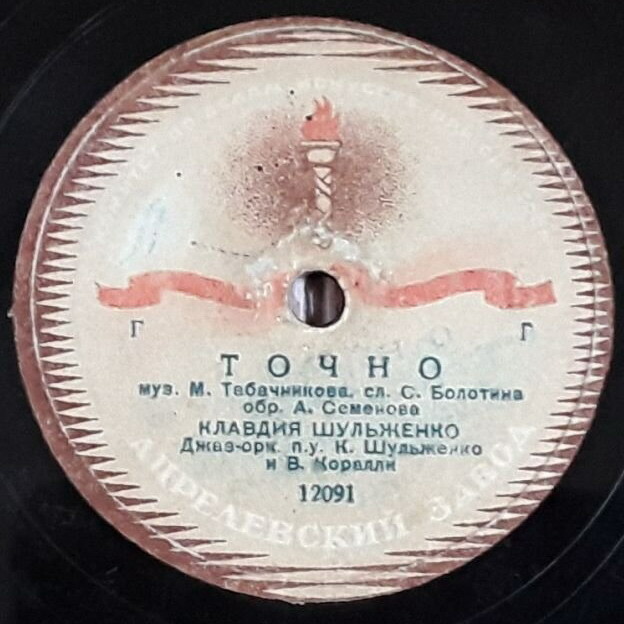 Г Г
ТОЧНО
муз. М. Табачникова, сл. С. Болотина
обр. А. Семенова
КЛАВДИЯ ШУЛЬЖЕНКО
Джаз-орк. п.у. К. Шульженко
и В. Коралли
12091
АПРЕЛЕВСКИЙ ЗАВОД